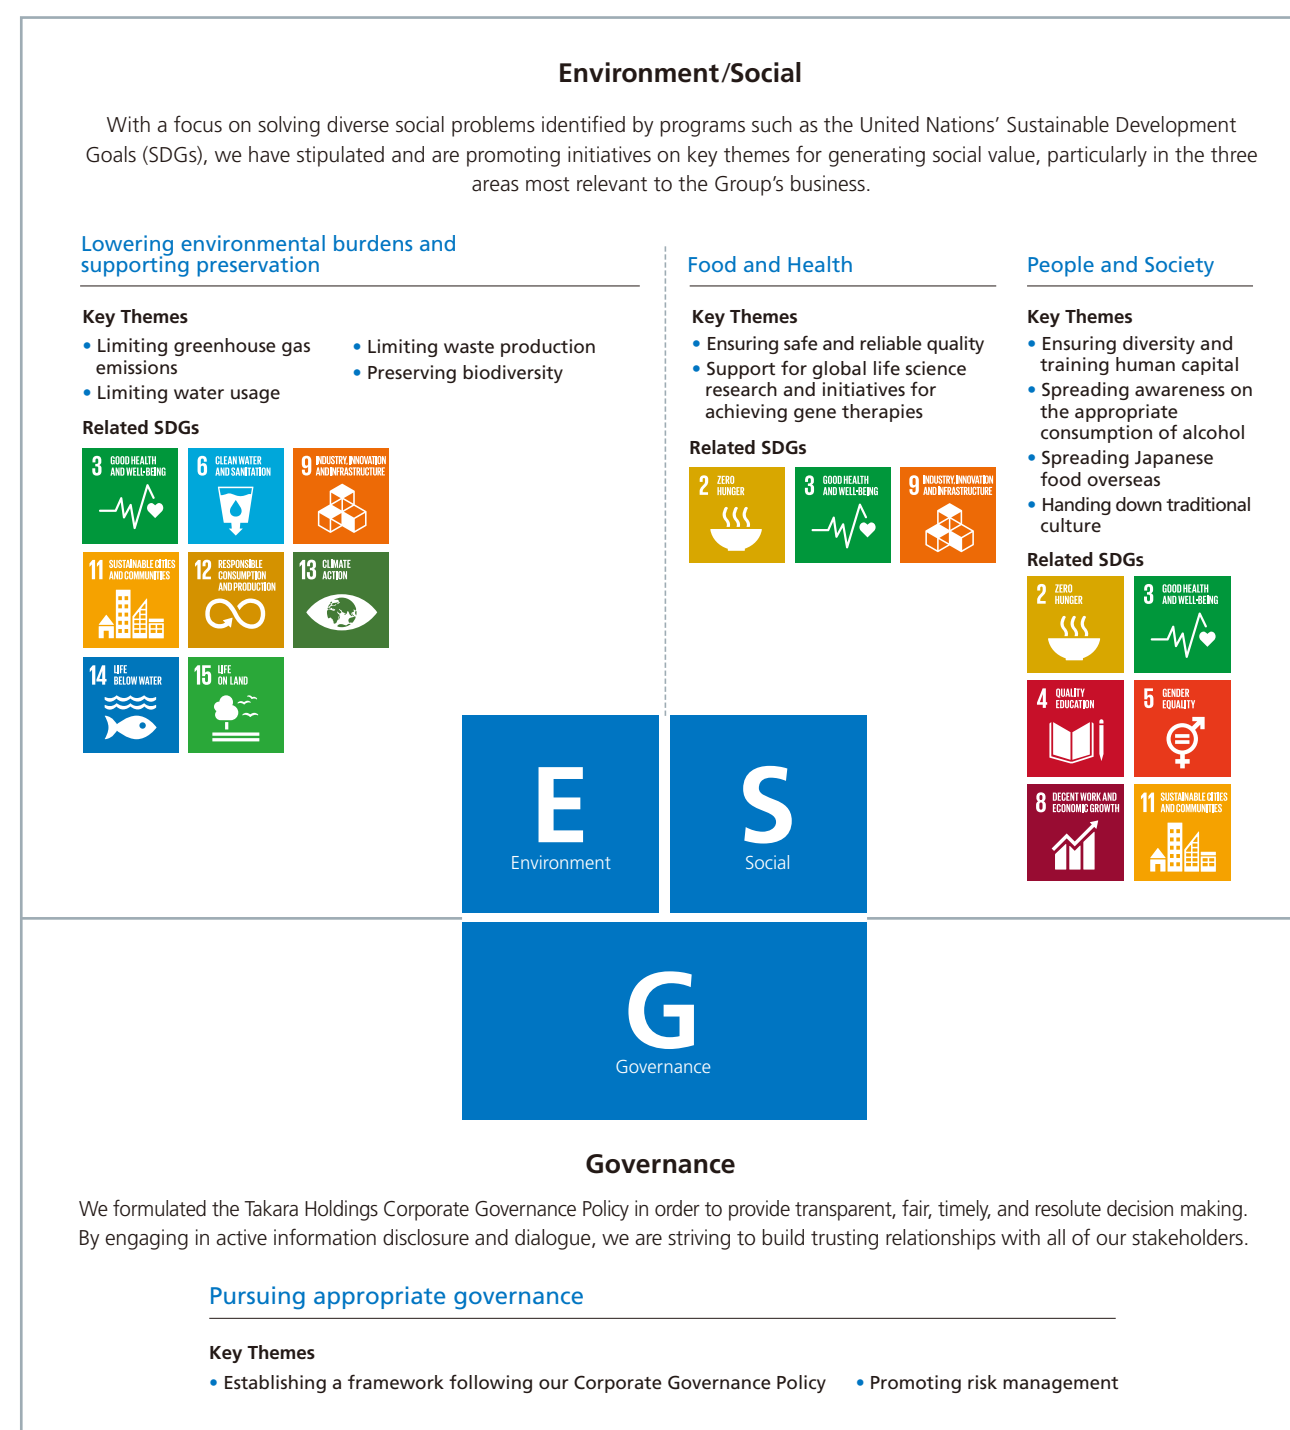 Environment/Social
With a focus on solving diverse social problems identified by programs such as the United Nations' Sustainable Development
Goals (SDGs), we have stipulated and are promoting initiatives on key themes for generating social value, particularly in the three
areas most relevant to the Group's business.
Lowering environmental burdens and
supporting preservation
Key Themes
• Limiting greenhouse gas
emissions
• Limiting water usage
• Limiting waste production
• Preserving biodiversity
Related SDGs
3 GOOD HEALTH
AND WELL-BEING
6 CLEAN WATER
AND SANITATION
9 INDUSTRY, INNOVATION
AND INFRASTRUCTURE
11 SUSTAINABLE CITIES
AND COMMUNITIES
12 RESPONSIBLE
CONSUMPTION
AND PRODUCTION
13 CLIMATE
ACTION
14 LIFE
BELOW WATER
15 LIFE
ON LAND
Food and Health
Key Themes
• Ensuring safe and reliable quality
• Support for global life science
research and initiatives for
achieving gene therapies
Related SDGs
2 ZERO
HUNGER
3 GOOD HEALTH
AND WELL-BEING
9 INDUSTRY, INNOVATION
AND INFRASTRUCTURE
People and Society
Key Themes
• Ensuring diversity and
training human capital
• Spreading awareness on
the appropriate
consumption of alcohol
• Spreading Japanese
food overseas
• Handing down traditional
culture
Related SDGs
2 ZERO
HUNGER
3 GOOD HEALTH
AND WELL-BEING
4 QUALITY
EDUCATION
5 GENDER
EQUALITY
8 DECENT WORK AND
ECONOMIC GROWTH
11 SUSTAINABLE CITIES
AND COMMUNITIES
E
Environment
S
Social
G
Governance
Governance
We formulated the Takara Holdings Corporate Governance Policy in order to provide transparent, fair, timely, and resolute decision making.
By engaging in active information disclosure and dialogue, we are striving to build trusting relationships with all of our stakeholders.
Pursuing appropriate governance
Key Themes
• Establishing a framework following our Corporate Governance Policy
• Promoting risk management